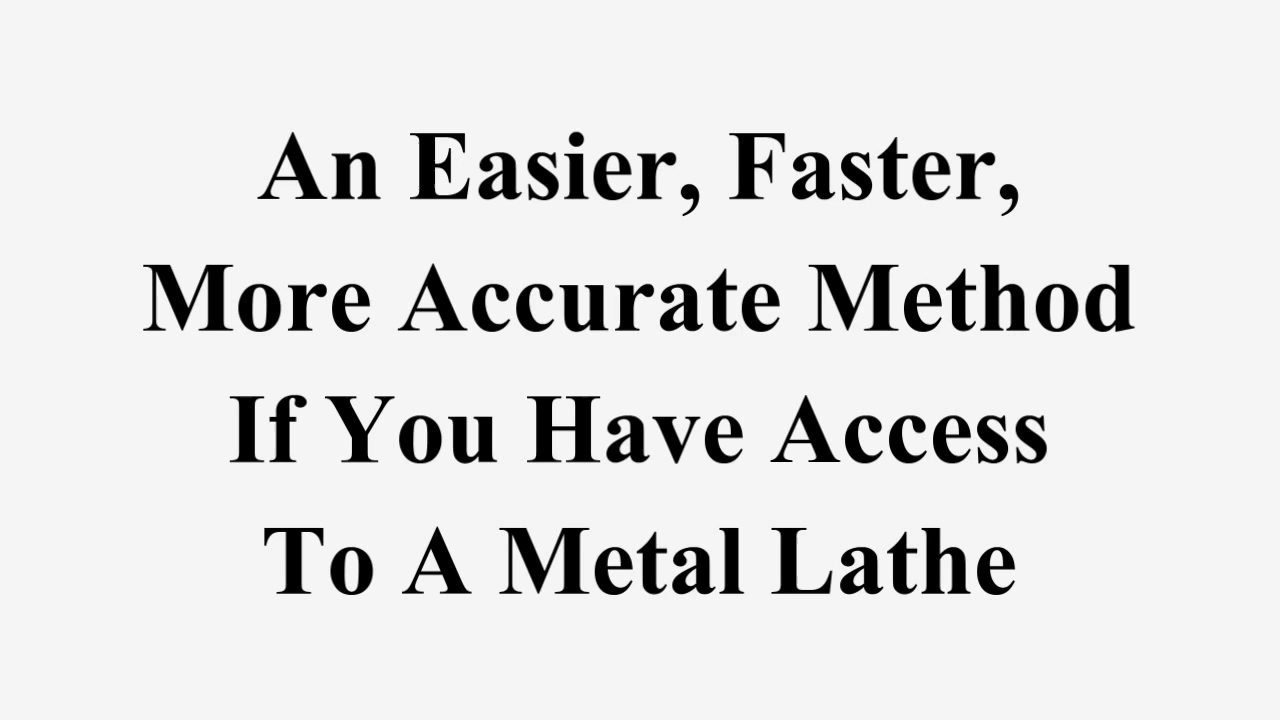 An Easier, Faster,
More Accurate Method
If You Have Access
To A Metal Lathe